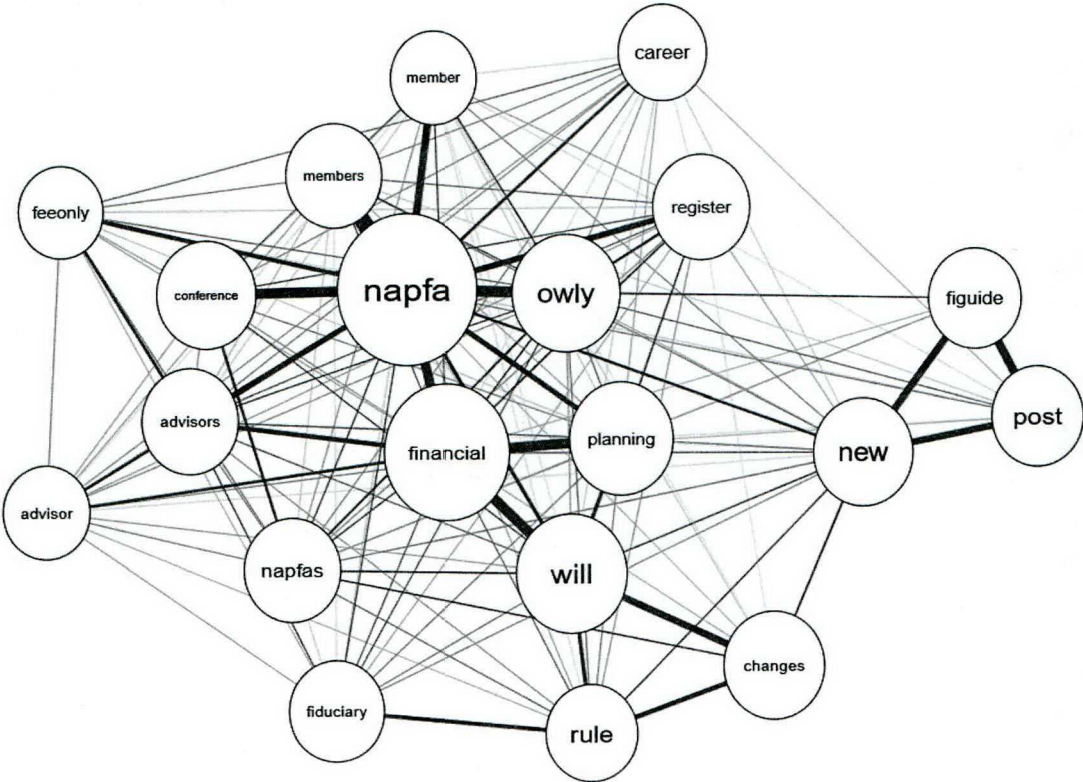 career
member
members
register
feeonly
conference
napfa
owly
figuide
advisors
financial
planning
new
post
advisor
napfas
will
changes
fiduciary
rule